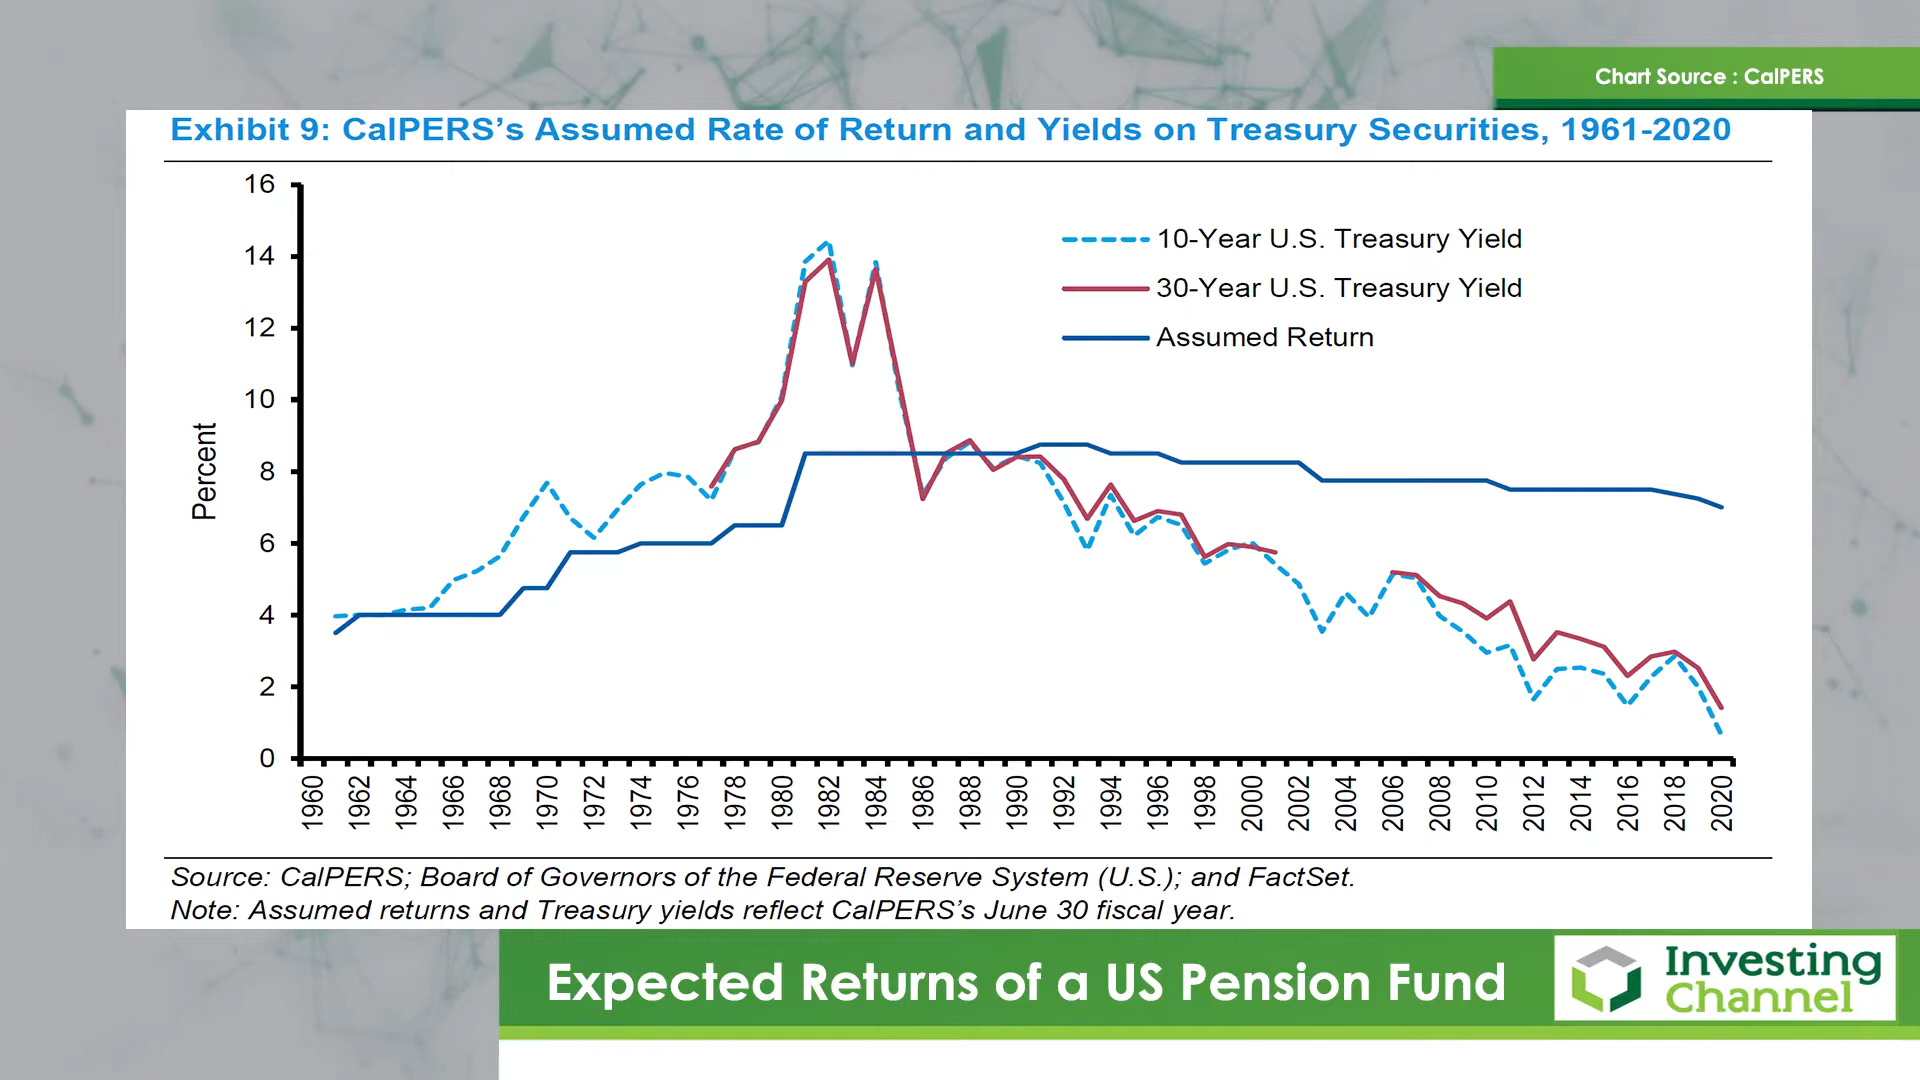 Chart Source : CalPERS
Exhibit 9: CalPERS’s Assumed Rate of Return and Yields on Treasury Securities, 1961-2020
16
14
12
10
8
6
4
2
0
Percent
10-Year U.S. Treasury Yield
30-Year U.S. Treasury Yield
Assumed Return
1960 1962 1964 1966 1968 1970 1972 1974 1976 1978 1980 1982 1984 1986 1988 1990 1992 1994 1996 1998 2000 2002 2004 2006 2008 2010 2012 2014 2016 2018 2020
Source: CalPERS; Board of Governors of the Federal Reserve System (U.S.); and FactSet.
Note: Assumed returns and Treasury yields reflect CalPERS’s June 30 fiscal year.
Expected Returns of a US Pension Fund
Investing
Channel